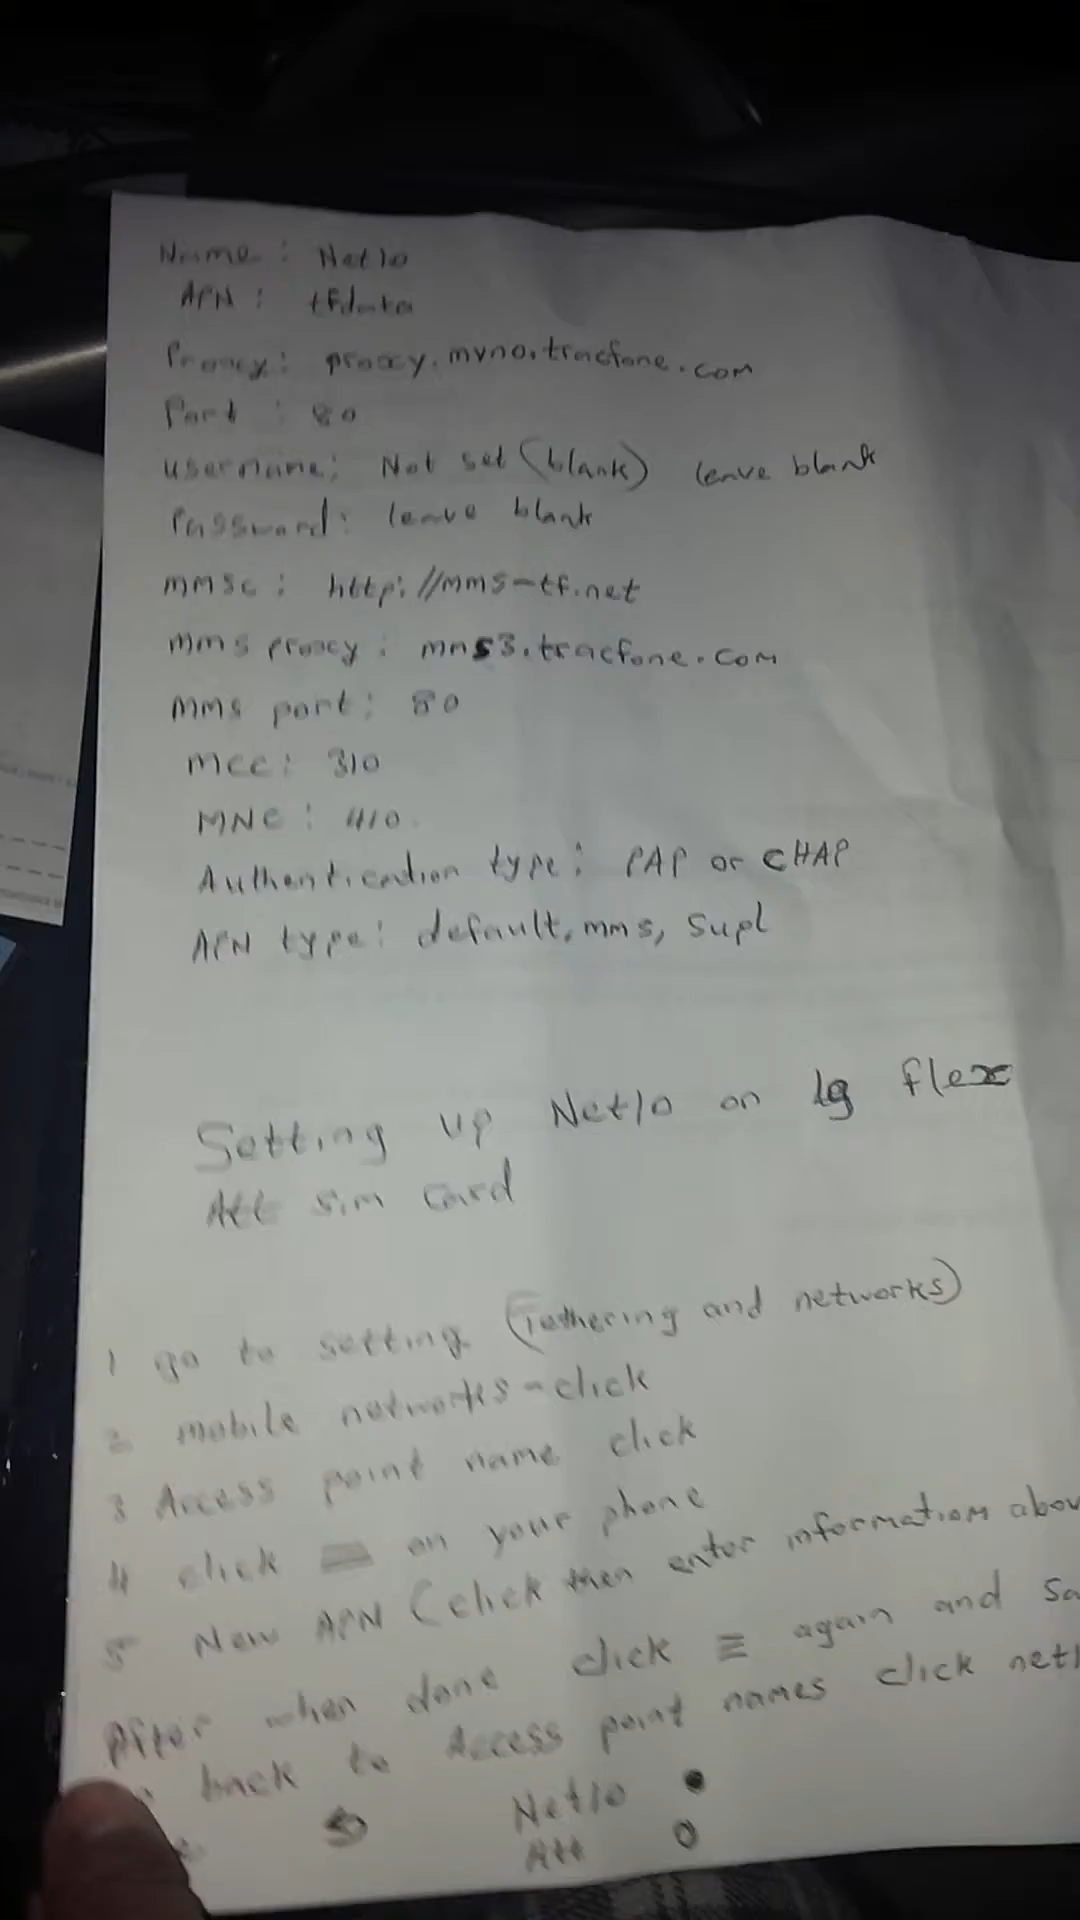 Name : Net10
APN : tfdata
Proxy: proxy.mvno.tracfone.com
Port : 80
username: Not set (blank) leave blank
Password: leave blank
mmsc : http://mms-tf.net
mms proxy : mms3.tracfone.com
mms port: 80
MCC: 310
MNC: 410
Authentication type: PAP or CHAP
APN type: default, mms, supl
Setting up Net10 on lg flex
Att sim card
1 go to setting (Tethering and networks)
2 mobile networks - click
3 Access point name click
4 click ≡ on your phone
5 New APN (click then enter information abov
After when done click ≡ again and sa
back to Access point names click net1
Net10 ●
Att O